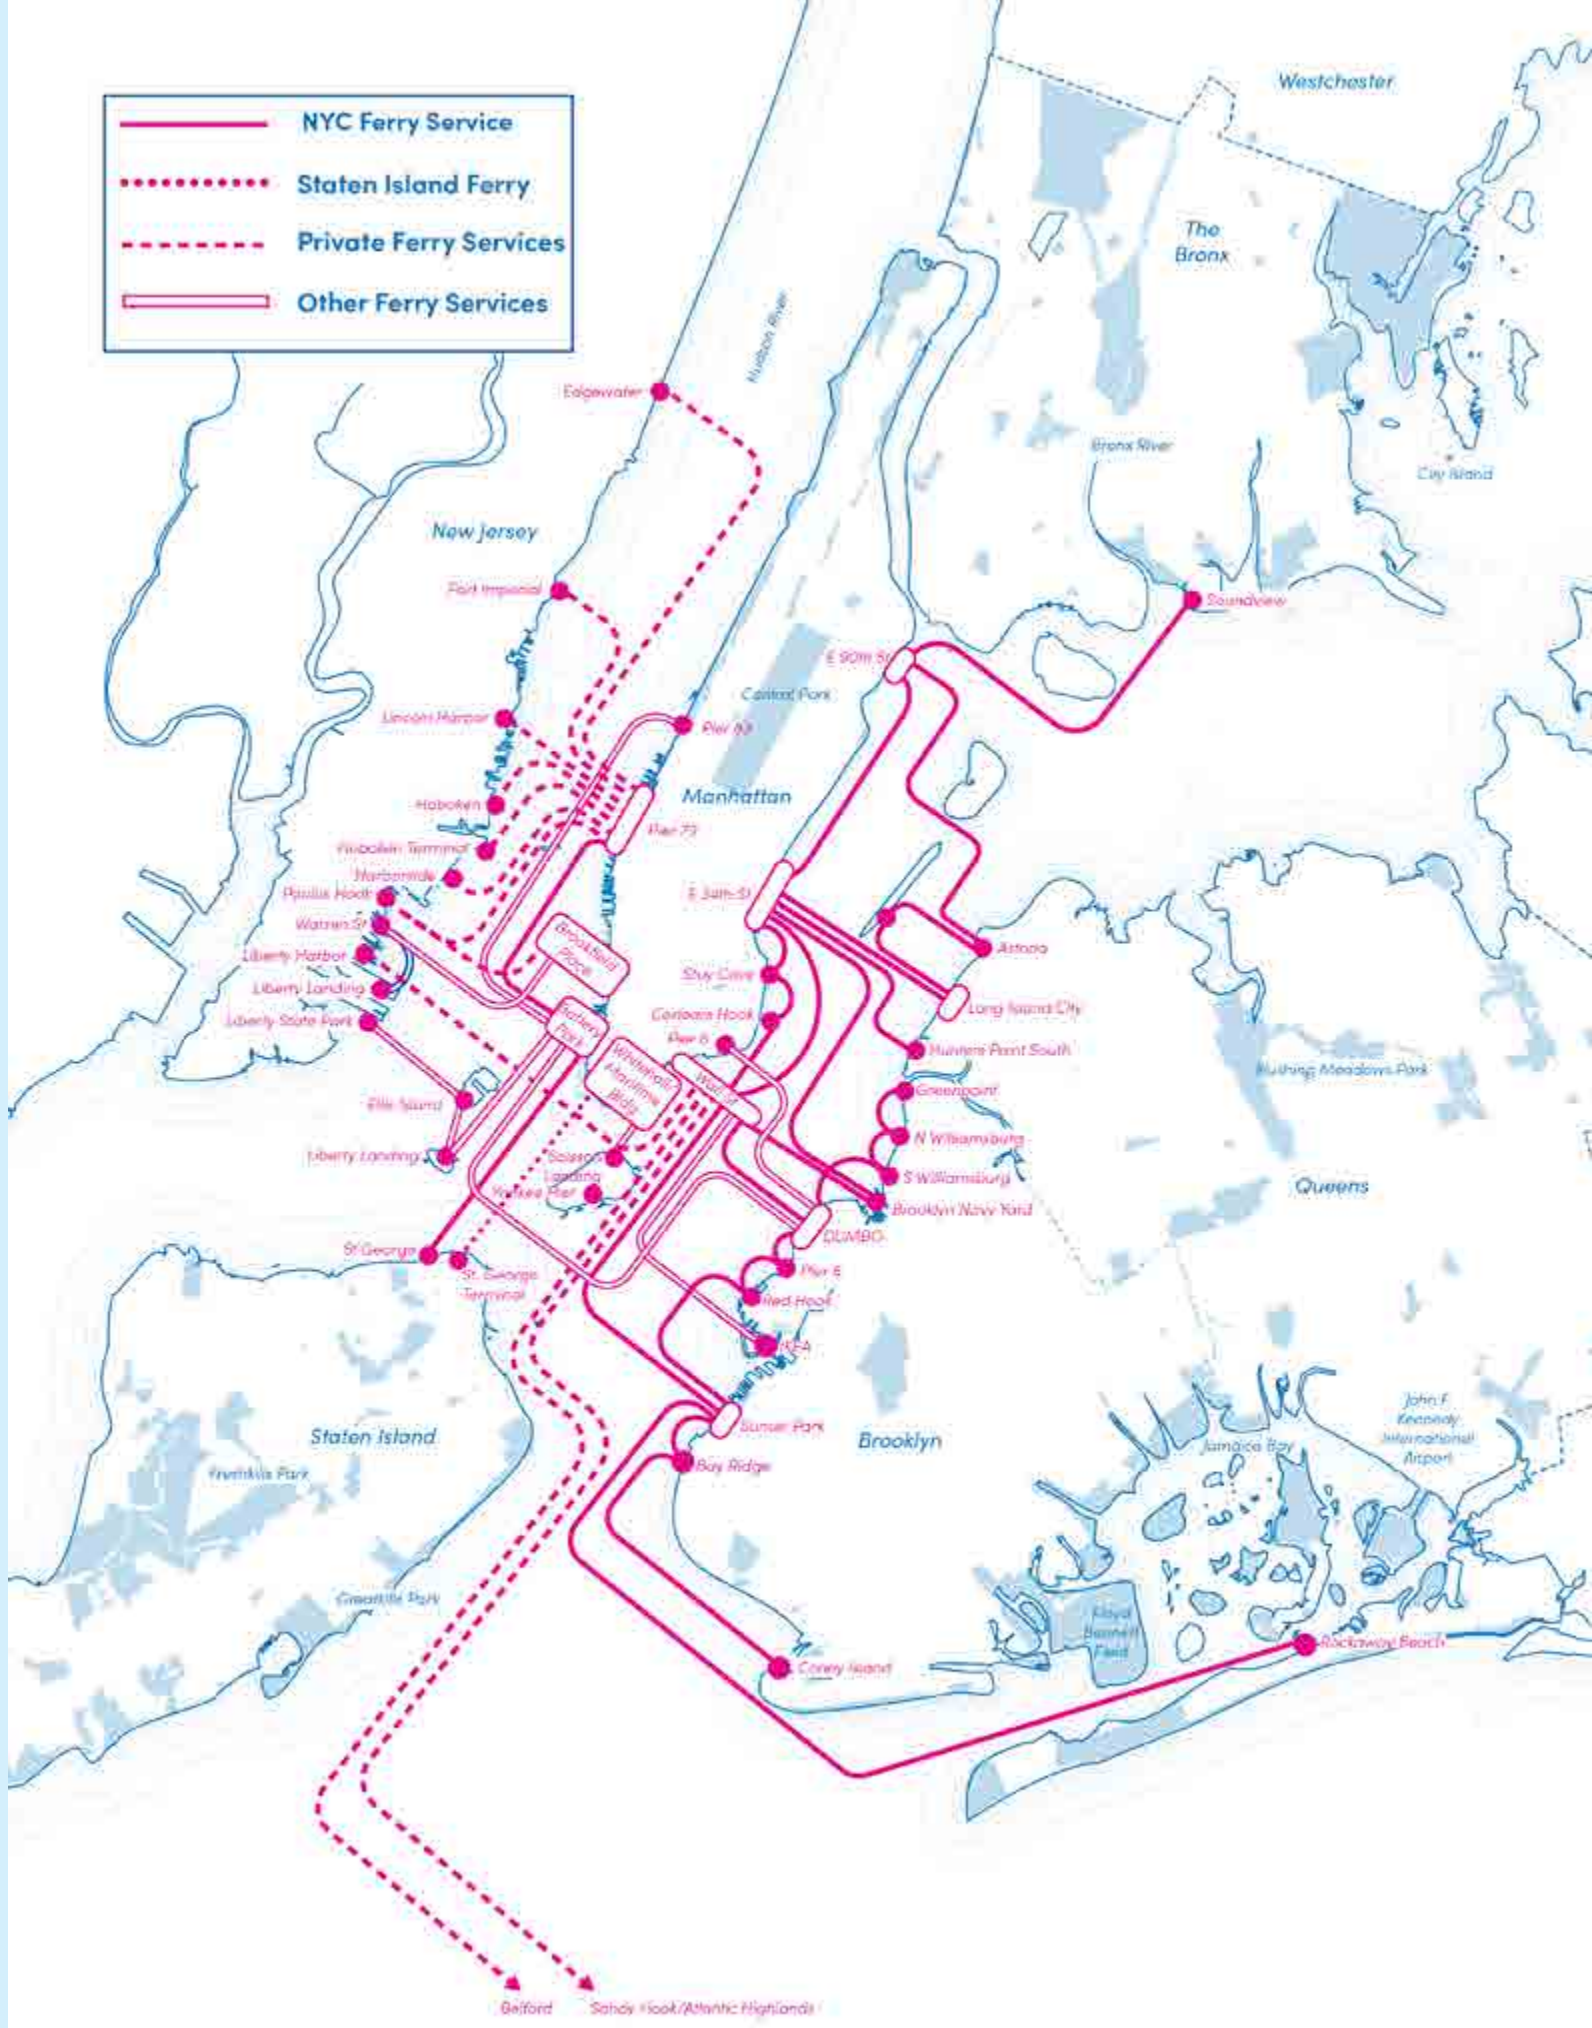 NYC Ferry Service
Staten Island Ferry
Private Ferry Services
Other Ferry Services
Westchester
The
Bronx
Hudson River
Edgewater
Bronx River
City Island
New Jersey
Port Imperial
Soundview
E 90th St
Central Park
Lincoln Harbor
Pier 83
Manhattan
Hoboken
Pier 79
Hoboken Terminal
Harborside
Paulus Hook
E 34th St
Warren St
Brookfield
Place
Astoria
Liberty Harbor
Stuy Cove
Liberty Landing
Long Island City
Liberty State Park
Battery
Park
Corlears Hook
Pier 6
Hunters Point South
Whitehall/
Maritime
Bldg
Wall St
Flushing Meadows Park
Ellis Island
Greenpoint
N Williamsburg
Liberty Landing
Soissons
Landing
S Williamsburg
Queens
Yankee Pier
Brooklyn Navy Yard
DUMBO
St George
St. George
Terminal
Pier 6
Red Hook
IKEA
Staten Island
Freshkills Park
Sunset Park
Brooklyn
Bay Ridge
Jamaica Bay
John F
Kennedy
International
Airport
Greatkills Park
Floyd
Bennett
Field
Rockaway Beach
Coney Island
Belford
Sandy Hook/Atlantic Highlands